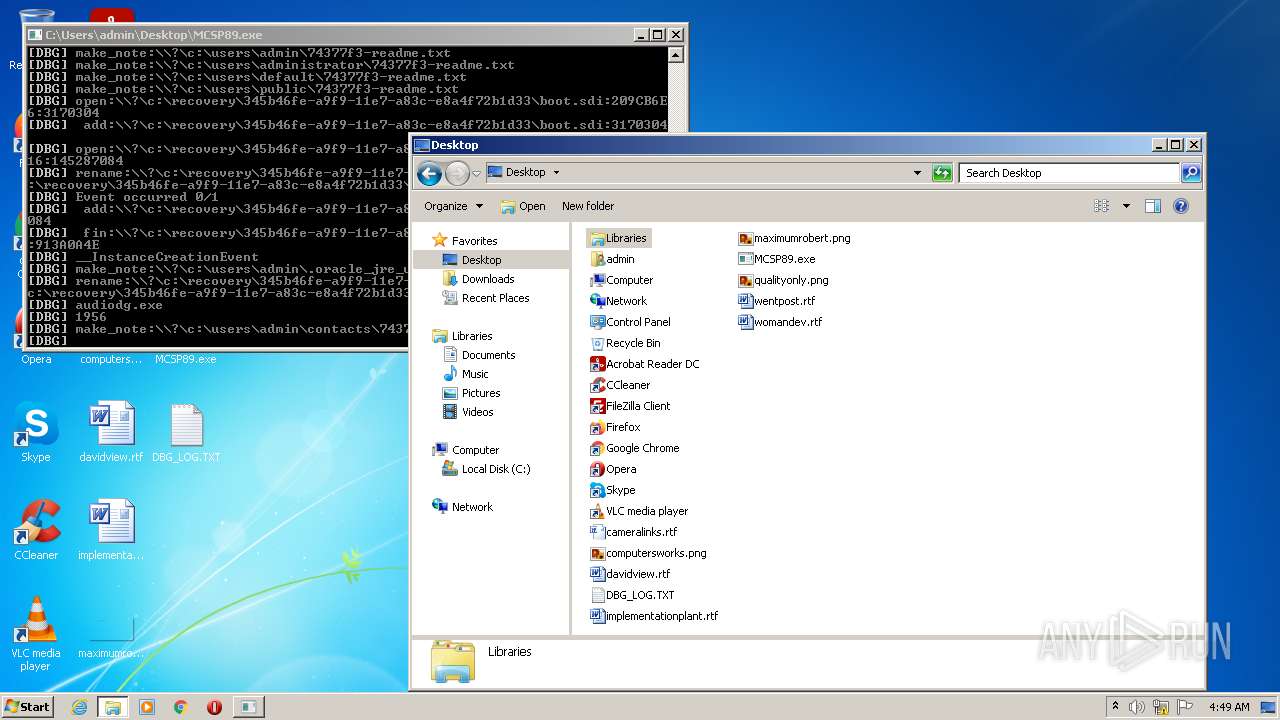 C:\Users\admin\Desktop\MCSP89.exe
[DBG] make_note:\\?\c:\users\admin\74377f3-readme.txt
[DBG] make_note:\\?\c:\users\administrator\74377f3-readme.txt
[DBG] make_note:\\?\c:\users\default\74377f3-readme.txt
[DBG] make_note:\\?\c:\users\public\74377f3-readme.txt
[DBG] open:\\?\c:\recovery\345b46fe-a9f9-11e7-a83c-e8a4f72b1d33\boot.sdi:209CB6E
6:3170304
[DBG]  add:\\?\c:\recovery\345b46fe-a9f9-11e7-a83c-e8a4f72b1d33\boot.sdi:3170304
[DBG] open:\\?\c:\recovery\345b46fe-a9f9-11e7-a8
16:145287084
[DBG] rename:\\?\c:\recovery\345b46fe-a9f9-11e7-
:\recovery\345b46fe-a9f9-11e7-a83c-e8a4f72b1d33\
[DBG] Event occurred 0/1
[DBG]  add:\\?\c:\recovery\345b46fe-a9f9-11e7-a8
084
[DBG]  fin:\\?\c:\recovery\345b46fe-a9f9-11e7-a8
:913A0A4E
[DBG] __InstanceCreationEvent
[DBG] make_note:\\?\c:\users\admin\.oracle_jre_u
[DBG] rename:\\?\c:\recovery\345b46fe-a9f9-11e7-
c:\recovery\345b46fe-a9f9-11e7-a83c-e8a4f72b1d33
[DBG] audiodg.exe
[DBG] 1956
[DBG] make_note:\\?\c:\users\admin\contacts\7437
[DBG]
Opera
computers...
MCSP89.exe
Skype
davidview.rtf
DBG_LOG.TXT
CCleaner
implementa...
VLC media
player
maximumro...
Desktop
Desktop
Search Desktop
Organize
Open
New folder
Favorites
Desktop
Downloads
Recent Places
Libraries
Documents
Music
Pictures
Videos
Computer
Local Disk (C:)
Network
Libraries
admin
Computer
Network
Control Panel
Recycle Bin
Acrobat Reader DC
CCleaner
FileZilla Client
Firefox
Google Chrome
Opera
Skype
VLC media player
cameralinks.rtf
computersworks.png
davidview.rtf
DBG_LOG.TXT
implementationplant.rtf
maximumrobert.png
MCSP89.exe
qualityonly.png
wentpost.rtf
womandev.rtf
Libraries
ANY RUN
Start
4:49 AM